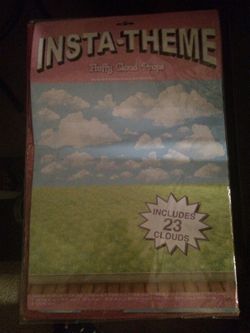 INSTA-THEME
Fluffy Cloud Props
INCLUDES
23
CLOUDS